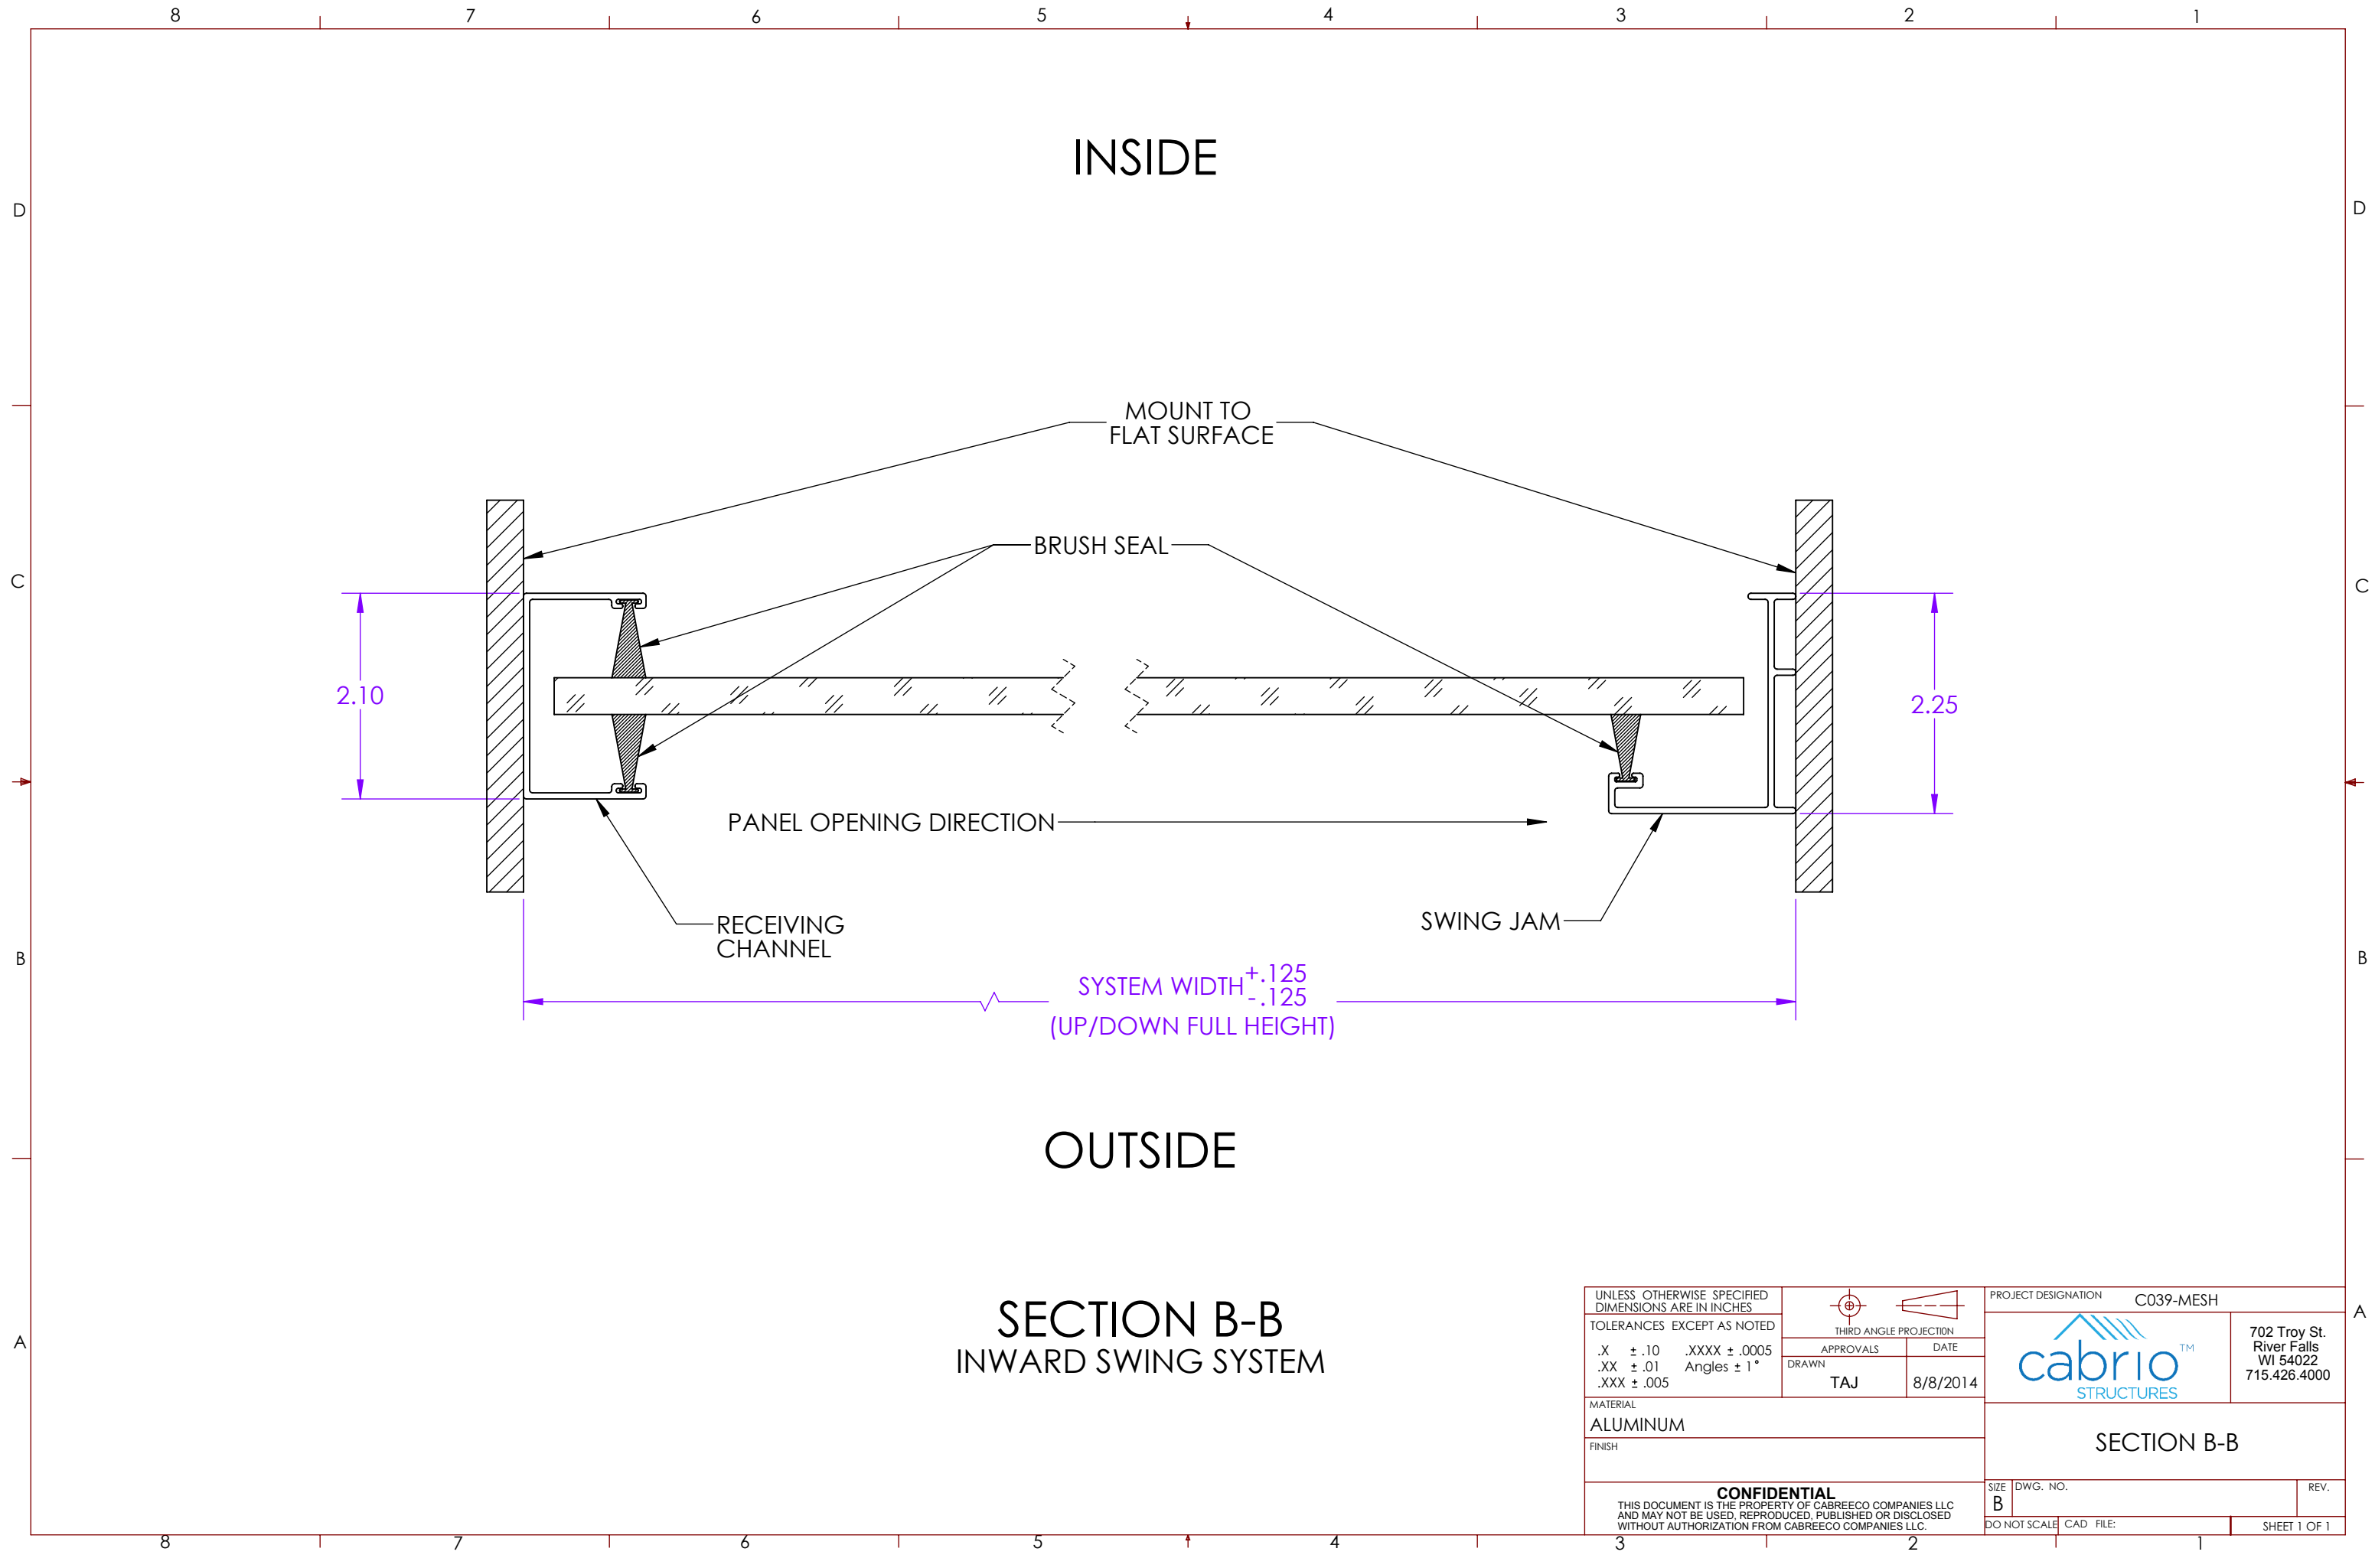 8 7 6 5 4 3 2 1
INSIDE
D
D
MOUNT TO
FLAT SURFACE
BRUSH SEAL
C
C
2.10
2.25
PANEL OPENING DIRECTION
RECEIVING
CHANNEL
SWING JAM
B
B
SYSTEM WIDTH +.125
-.125
(UP/DOWN FULL HEIGHT)
OUTSIDE
SECTION B-B
INWARD SWING SYSTEM
A
A
UNLESS OTHERWISE SPECIFIED
DIMENSIONS ARE IN INCHES
TOLERANCES EXCEPT AS NOTED
.X ± .10 .XXXX ± .0005
.XX ± .01 Angles ± 1°
.XXX ± .005
THIRD ANGLE PROJECTION
APPROVALS DATE
DRAWN
TAJ 8/8/2014
MATERIAL
ALUMINUM
FINISH
CONFIDENTIAL
THIS DOCUMENT IS THE PROPERTY OF CABREECO COMPANIES LLC
AND MAY NOT BE USED, REPRODUCED, PUBLISHED OR DISCLOSED
WITHOUT AUTHORIZATION FROM CABREECO COMPANIES LLC.
PROJECT DESIGNATION C039-MESH
cabrio™
STRUCTURES
702 Troy St.
River Falls
WI 54022
715.426.4000
SECTION B-B
SIZE DWG. NO. REV.
B
DO NOT SCALE CAD FILE: SHEET 1 OF 1
8 7 6 5 4 3 2 1